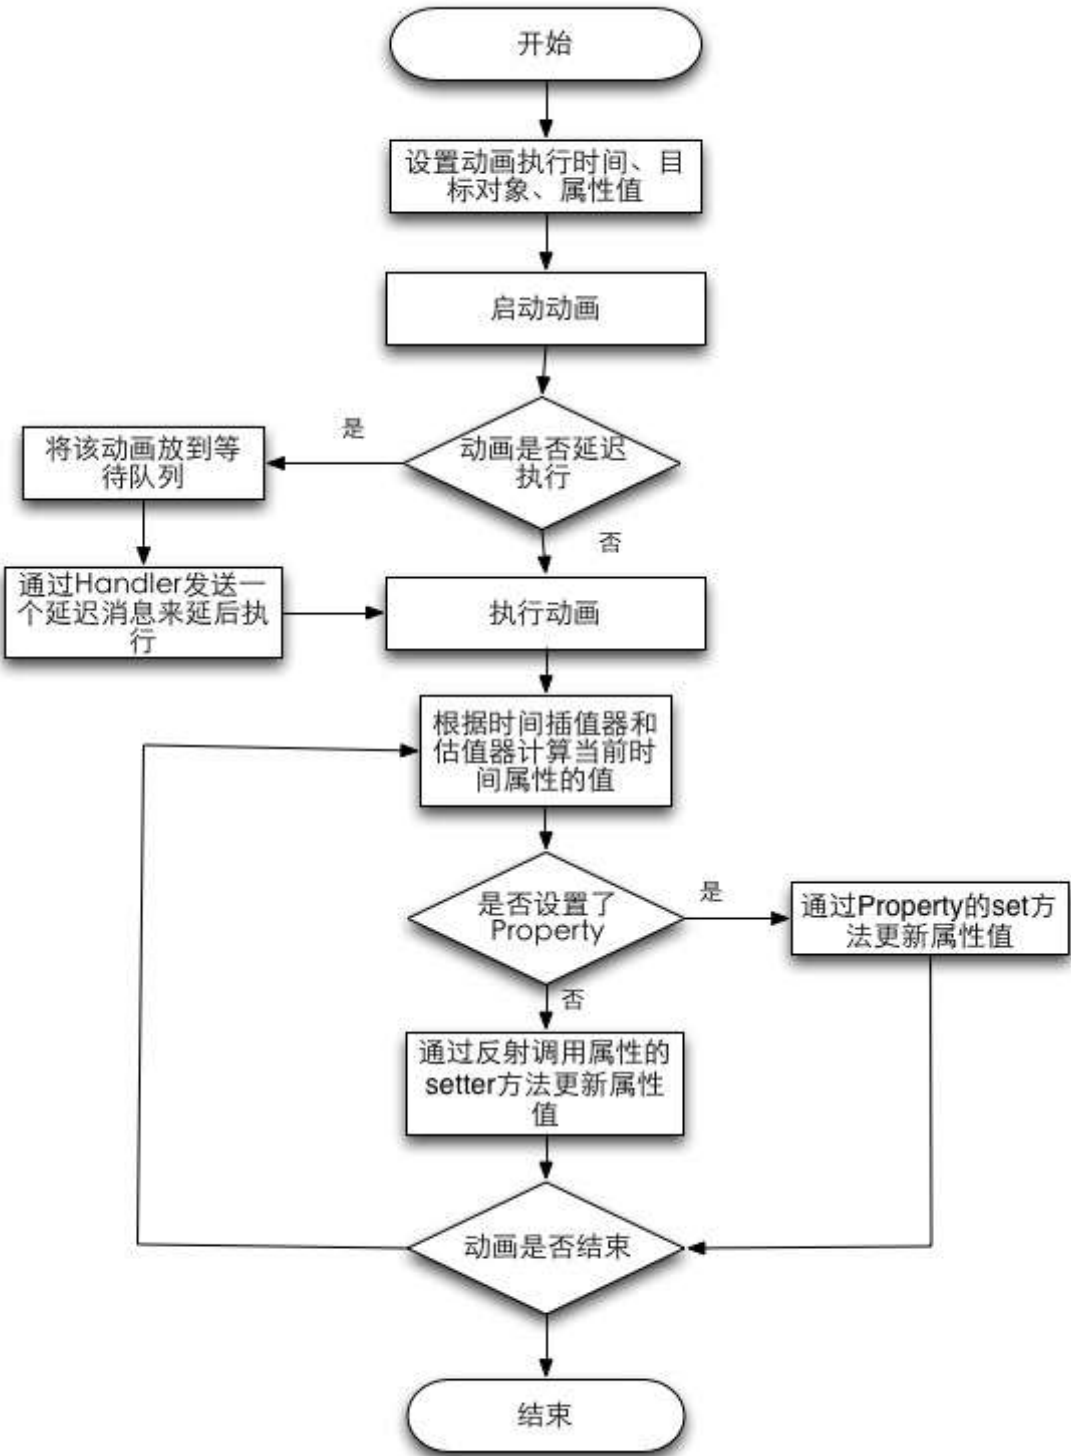 开始
设置动画执行时间、目
标对象、属性值
启动动画
动画是否延迟
执行
是
将该动画放到等
待队列
否
通过Handler发送一
个延迟消息来延后执
行
执行动画
根据时间插值器和
估值器计算当前时
间属性的值
是否设置了
Property
是
通过Property的set方
法更新属性值
否
通过反射调用属性的
setter方法更新属性
值
动画是否结束
结束